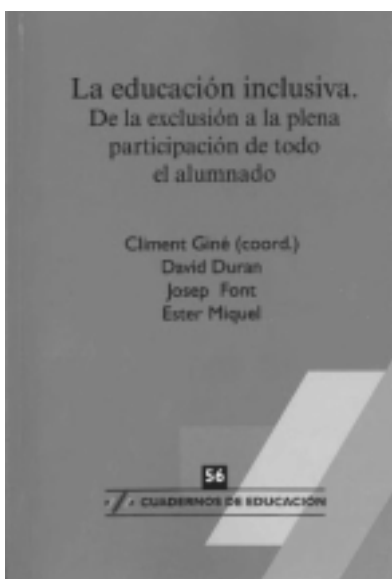 La educación inclusiva.
De la exclusión a la plena
participación de todo
el alumnado
Climent Giné (coord.)
David Duran
Josep Font
Ester Miquel
56
CUADERNOS DE EDUCACIÓN